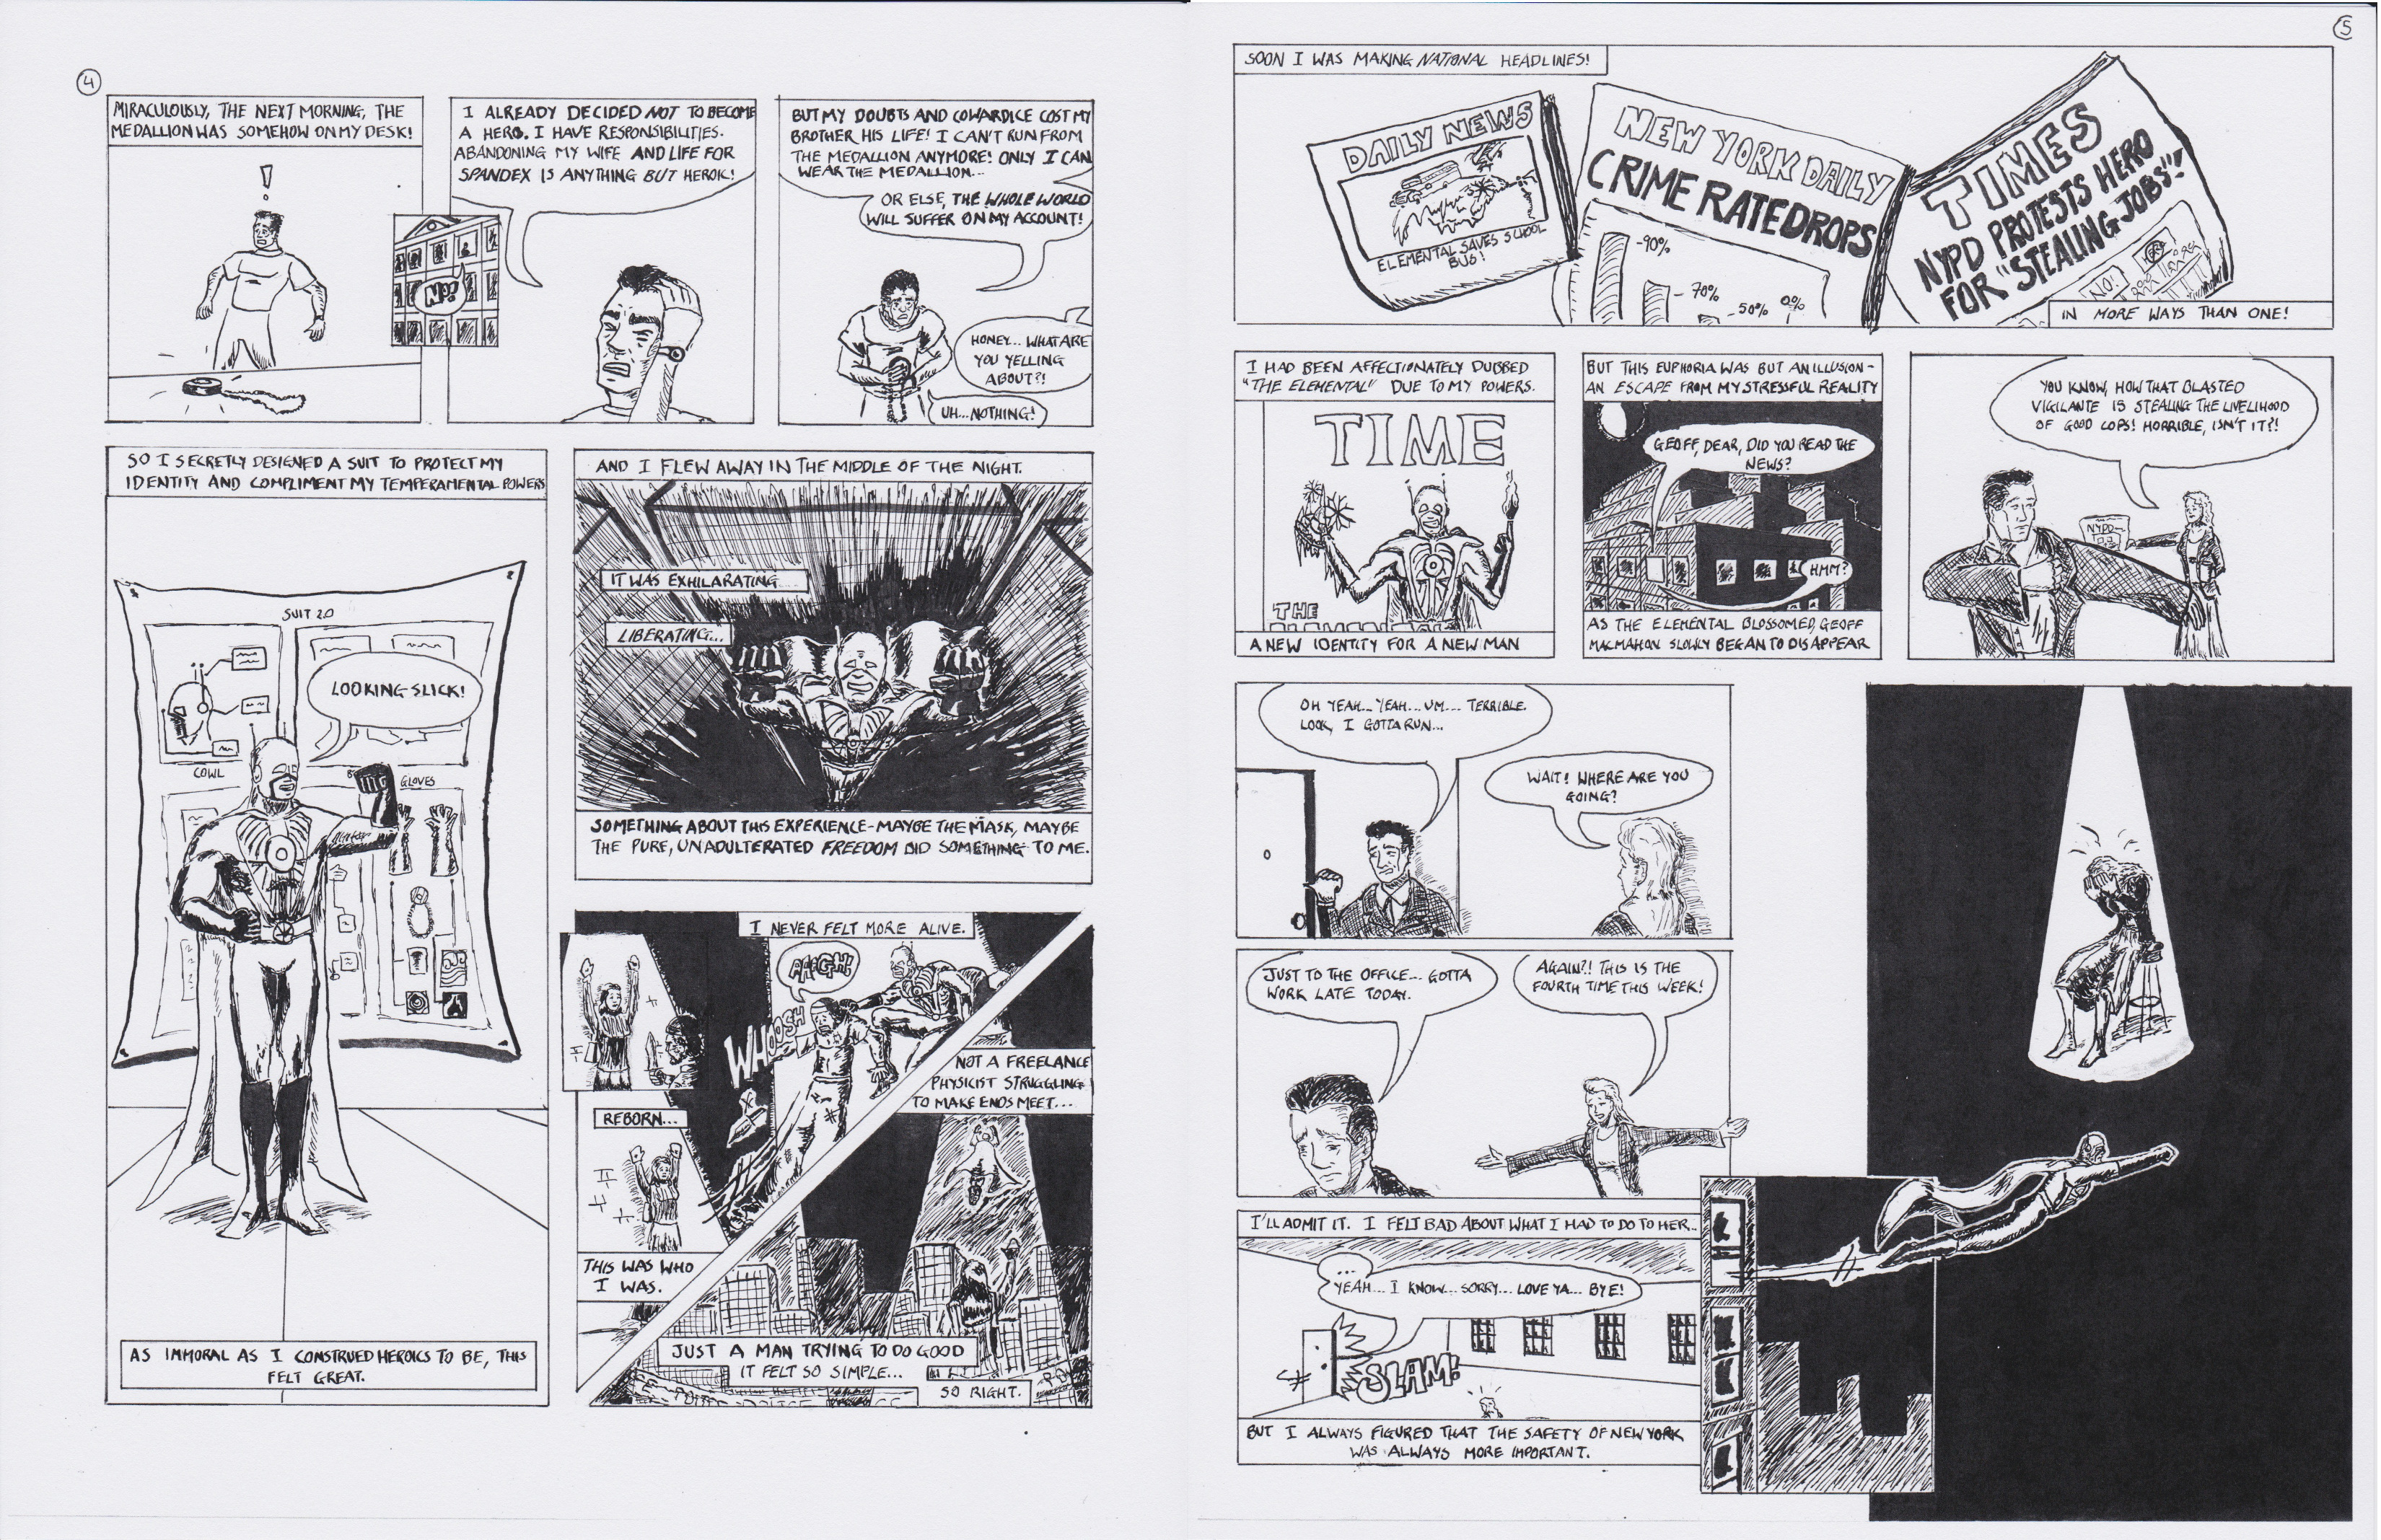 4
MIRACULOUSLY, THE NEXT MORNING, THE
MEDALLION WAS SOMEHOW ON MY DESK!
!
NO!
I ALREADY DECIDED NOT TO BECOME
A HERO. I HAVE RESPONSIBILITIES.
ABANDONING MY WIFE AND LIFE FOR
SPANDEX IS ANYTHING BUT HEROIC!
BUT MY DOUBTS AND COWARDICE COST MY
BROTHER HIS LIFE! I CAN'T RUN FROM
THE MEDALLION ANYMORE! ONLY I CAN
WEAR THE MEDALLION...
OR ELSE, THE WHOLE WORLD
WILL SUFFER ON MY ACCOUNT!
HONEY... WHAT ARE
YOU YELLING
ABOUT?!
UH...NOTHING!
SO I SECRETLY DESIGNED A SUIT TO PROTECT MY
IDENTITY AND COMPLIMENT MY TEMPERAMENTAL POWERS
SUIT 2.0
LOOKING SLICK!
COWL
GLOVES
AS IMMORAL AS I CONSTRUED HEROICS TO BE, THIS
FELT GREAT.
AND I FLEW AWAY IN THE MIDDLE OF THE NIGHT.
IT WAS EXHILARATING...
LIBERATING...
SOMETHING ABOUT THIS EXPERIENCE-MAYBE THE MASK, MAYBE
THE PURE, UNADULTERATED FREEDOM DID SOMETHING TO ME.
I NEVER FELT MORE ALIVE.
AARGH!
WHOOSH
REBORN...
THIS WAS WHO
I WAS.
NOT A FREELANCE
PHYSICIST STRUGGLING
TO MAKE ENDS MEET...
JUST A MAN TRYING TO DO GOOD
IT FELT SO SIMPLE...
SO RIGHT.
POLICE
5
SOON I WAS MAKING NATIONAL HEADLINES!
DAILY NEWS
ELEMENTAL SAVES SCHOOL
BUS!
NEW YORK DAILY
CRIME RATE DROPS
-90%
-70%
-50%
0%
TIMES
NYPD PROTESTS HERO
FOR "STEALING JOBS"!
NO!
IN MORE WAYS THAN ONE!
I HAD BEEN AFFECTIONATELY DUBBED
"THE ELEMENTAL" DUE TO MY POWERS.
TIME
THE
ELEMENTAL
A NEW IDENTITY FOR A NEW MAN
BUT THIS EUPHORIA WAS BUT AN ILLUSION-
AN ESCAPE FROM MY STRESSFUL REALITY
GEOFF, DEAR, DID YOU READ THE
NEWS?
HMM?
AS THE ELEMENTAL BLOSSOMED, GEOFF
MACMAHON SLOWLY BEGAN TO DISAPPEAR
YOU KNOW, HOW THAT BLASTED
VIGILANTE IS STEALING THE LIVELIHOOD
OF GOOD COPS! HORRIBLE, ISN'T IT?!
NYPD
OH YEAH... YEAH... UM... TERRIBLE.
LOOK, I GOTTA RUN...
WAIT! WHERE ARE YOU
GOING?
JUST TO THE OFFICE... GOTTA
WORK LATE TODAY.
AGAIN?! THIS IS THE
FOURTH TIME THIS WEEK!
I'LL ADMIT IT. I FELT BAD ABOUT WHAT I HAD TO DO TO HER...
...
YEAH... I KNOW... SORRY... LOVE YA... BYE!
SLAM!
BUT I ALWAYS FIGURED THAT THE SAFETY OF NEW YORK
WAS ALWAYS MORE IMPORTANT.